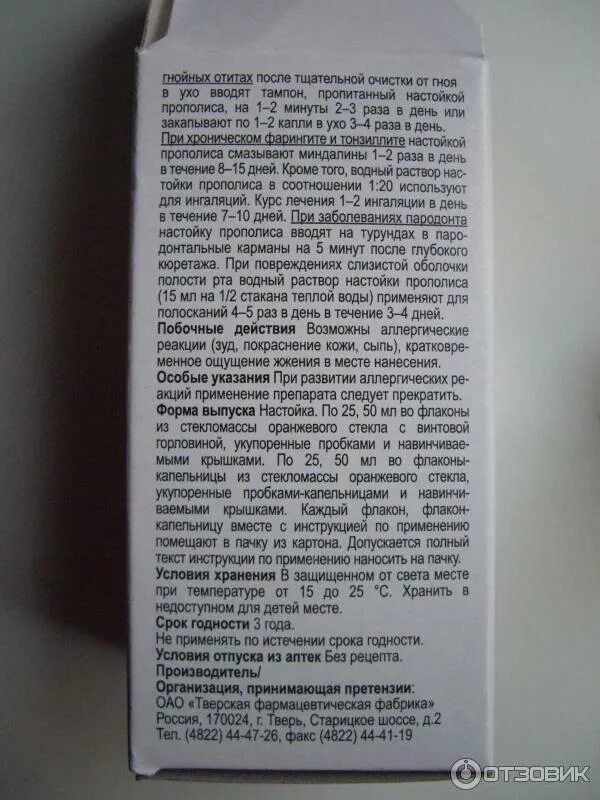 гнойных отитах после тщательной очистки от гноя
в ухо вводят тампон, пропитанный настойкой
прополиса, на 1–2 минуты 2–3 раза в день или
закапывают по 1–2 капли в ухо 3–4 раза в день.
При хроническом фарингите и тонзиллите настойкой
прополиса смазывают миндалины 1–2 раза в день
в течение 8–15 дней. Кроме того, водный раствор нас-
тойки прополиса в соотношении 1:20 используют
для ингаляций. Курс лечения 1–2 ингаляции в день
в течение 7–10 дней. При заболеваниях пародонта
настойку прополиса вводят на турундах в паро-
донтальные карманы на 5 минут после глубокого
кюретажа. При повреждениях слизистой оболочки
полости рта водный раствор настойки прополиса
(15 мл на 1/2 стакана теплой воды) применяют для
полосканий 4–5 раз в день в течение 3–4 дней.
Побочные действия Возможны аллергические
реакции (зуд, покраснение кожи, сыпь), кратковре-
менное ощущение жжения в месте нанесения.
Особые указания При развитии аллергических ре-
акций применение препарата следует прекратить.
Форма выпуска Настойка. По 25, 50 мл во флаконы
из стекломассы оранжевого стекла с винтовой
горловиной, укупоренные пробками и навинчивае-
мыми крышками. По 25, 50 мл во флаконы-
капельницы из стекломассы оранжевого стекла,
укупоренные пробками-капельницами и навинчи-
ваемыми крышками. Каждый флакон, флакон-
капельницу вместе с инструкцией по применению
помещают в пачку из картона. Допускается полный
текст инструкции по применению наносить на пачку.
Условия хранения В защищенном от света месте
при температуре от 15 до 25 °С. Хранить в
недоступном для детей месте.
Срок годности 3 года.
Не применять по истечении срока годности.
Условия отпуска из аптек Без рецепта.
Производитель/
Организация, принимающая претензии:
ОАО «Тверская фармацевтическая фабрика»
Россия, 170024, г. Тверь, Старицкое шоссе, д.2
Тел. (4822) 44-47-26, факс (4822) 44-41-19
ОТЗОВИК